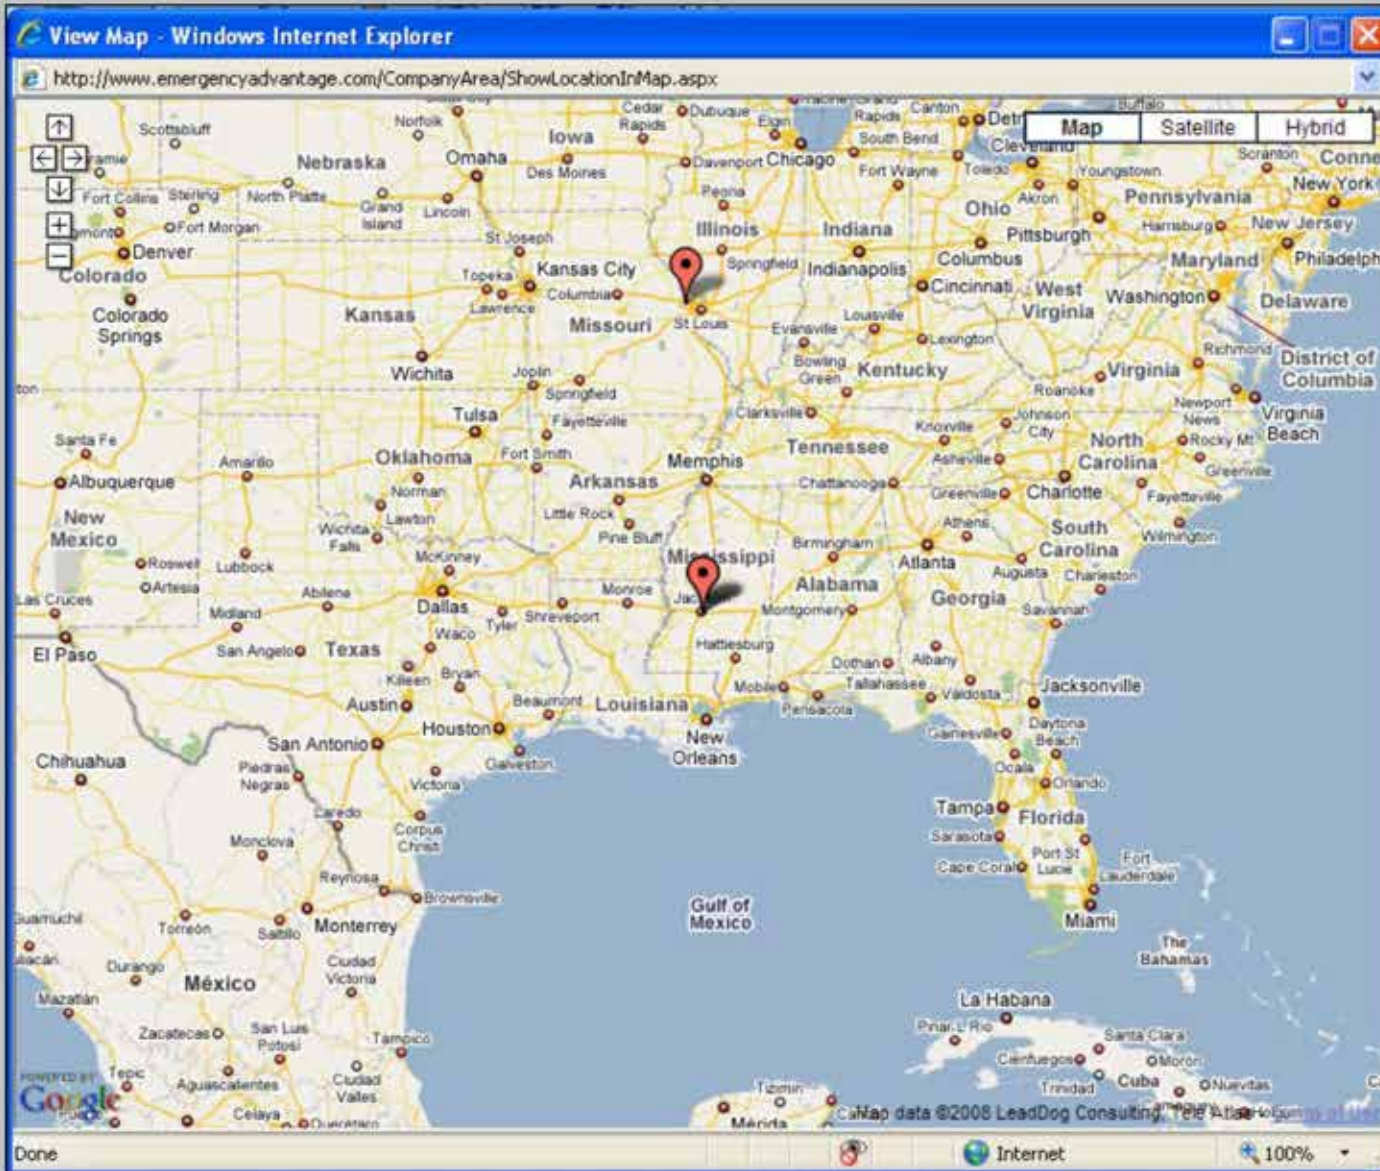 View Map - Windows Internet Explorer
http://www.emergencyadvantage.com/CompanyArea/ShowLocationInMap.aspx
Map
Satellite
Hybrid
Scottsbluff
Norfolk
Cedar
Rapids
Dubuque
Elgin
Rapids
Canton
Buffalo
Iowa
South Bend
Cleveland
Nebraska
Omaha
Des Moines
Davenport
Chicago
Fort Wayne
Toledo
Youngstown
Scranton
Fort Collins
Sterling
North Platte
Grand
Island
Lincoln
Peoria
Akron
Pennsylvania
New York
Fort Morgan
Illinois
Indiana
Ohio
Pittsburgh
Harrisburg
New Jersey
Denver
St Joseph
Springfield
Indianapolis
Columbus
Maryland
Colorado
Topeka
Kansas City
Cincinnati
West
Virginia
Washington
Delaware
Colorado
Springs
Lawrence
Columbia
Kansas
Missouri
St Louis
Evansville
Louisville
Lexington
Richmond
District of
Columbia
Wichita
Joplin
Springfield
Bowling
Green
Kentucky
Roanoke
Virginia
Newport
News
Virginia
Beach
Tulsa
Fayetteville
Clarksville
Johnson
City
Santa Fe
Amarillo
Oklahoma
Fort Smith
Memphis
Tennessee
Knoxville
Asheville
North
Carolina
Rocky Mt
Greenville
Albuquerque
Norman
Arkansas
Chattanooga
Greenville
Charlotte
Fayetteville
New
Mexico
Wichita
Falls
Lawton
Little Rock
Pine Bluff
Athens
South
Carolina
Wilmington
Roswell
Lubbock
McKinney
Mississippi
Birmingham
Atlanta
Augusta
Charleston
Artesia
Abilene
Dallas
Monroe
Alabama
Georgia
Las Cruces
Midland
Tyler
Shreveport
Montgomery
Savannah
El Paso
San Angelo
Texas
Waco
Hattiesburg
Killeen
Bryan
Dothan
Albany
Austin
Beaumont
Louisiana
Mobile
Pensacola
Tallahassee
Valdosta
Jacksonville
Houston
New
Orleans
Gainesville
Daytona
Beach
San Antonio
Galveston
Ocala
Orlando
Chihuahua
Piedras
Negras
Victoria
Tampa
Florida
Laredo
Corpus
Christi
Sarasota
Monclova
Cape Coral
Port St
Lucie
Fort
Lauderdale
Reynosa
Brownsville
Gulf of
Mexico
Miami
Torreón
Saltillo
Monterrey
The
Bahamas
Durango
Ciudad
Victoria
México
Mazatlán
La Habana
Zacatecas
San Luis
Potosí
Tampico
Santa Clara
Cienfuegos
Morón
Tepic
Aguascalientes
Ciudad
Valles
Trinidad
Cuba
Nuevitas
POWERED BY
Google
Celaya
Querétaro
Tizimin
Mérida
Map data ©2008 LeadDog Consulting, Tele Atlas
Done
Internet
100%